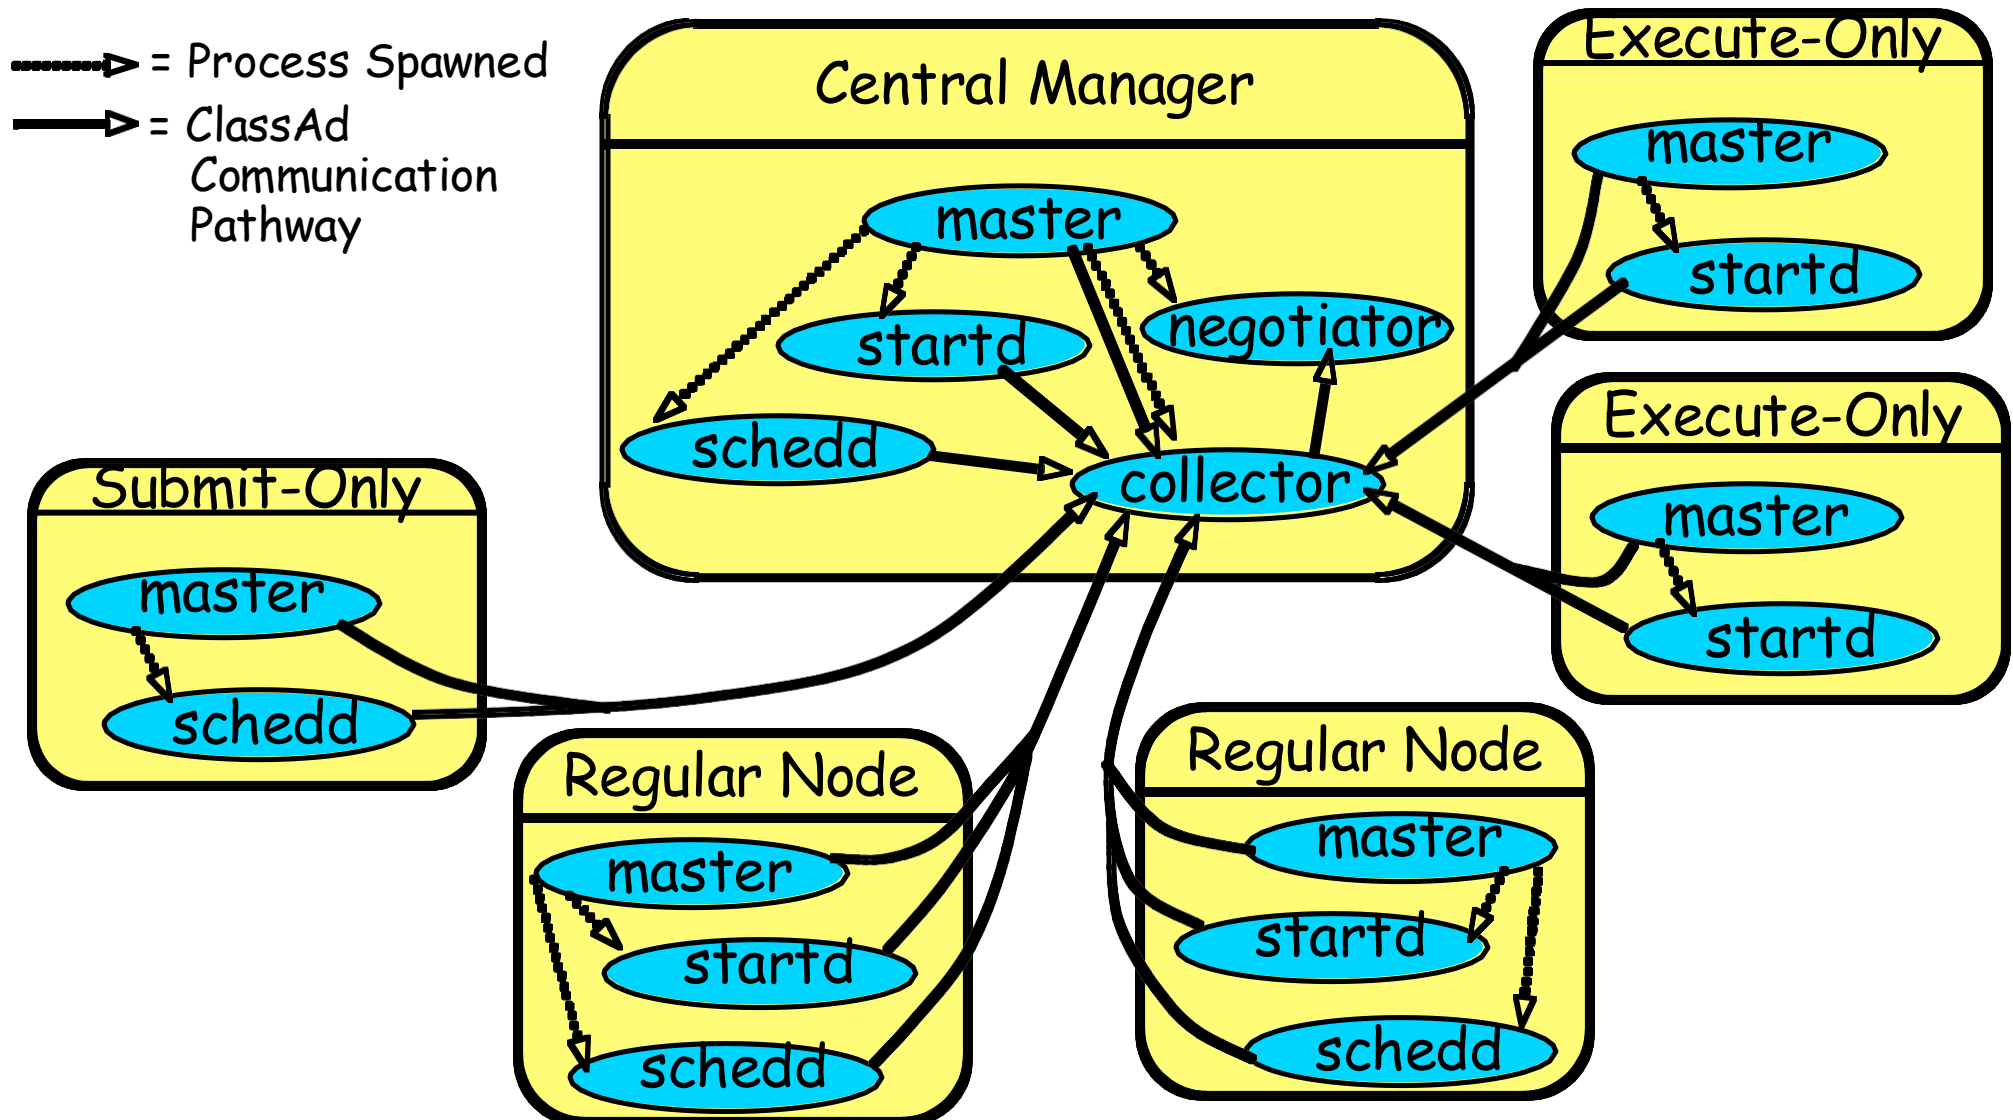 = Process Spawned
= ClassAd
Communication
Pathway
Central Manager
master
startd
negotiator
schedd
collector
Execute-Only
master
startd
Execute-Only
master
startd
Submit-Only
master
schedd
Regular Node
master
startd
schedd
Regular Node
master
startd
schedd